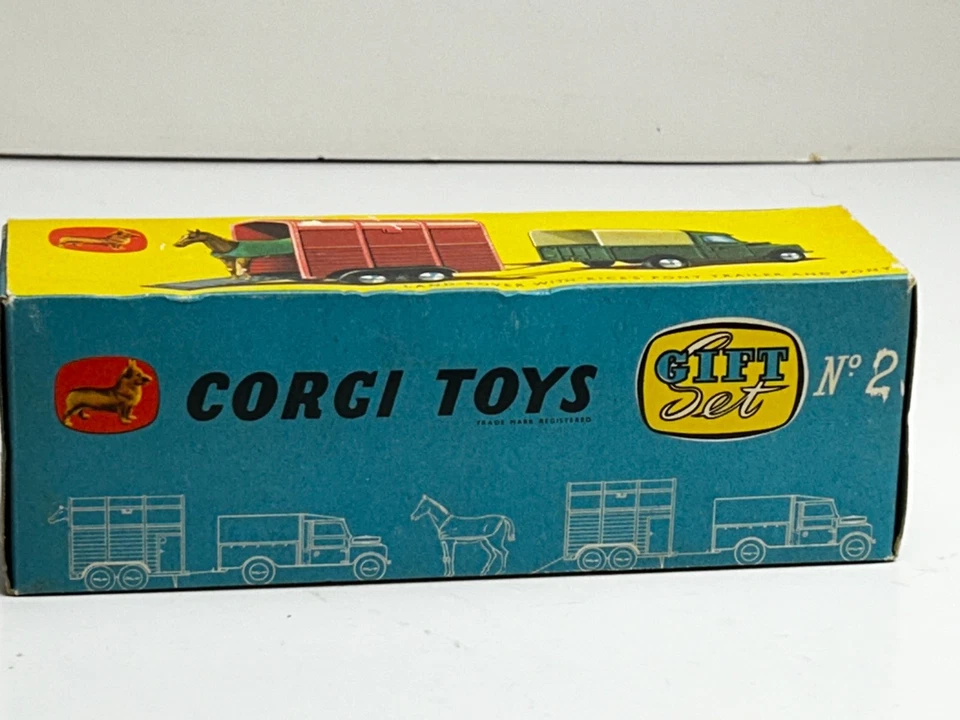 LAND-ROVER WITH "RICES" PONY TRAILER AND PONY
CORGI TOYS
TRADE MARK REGISTERED
GIFT
Set
No 2